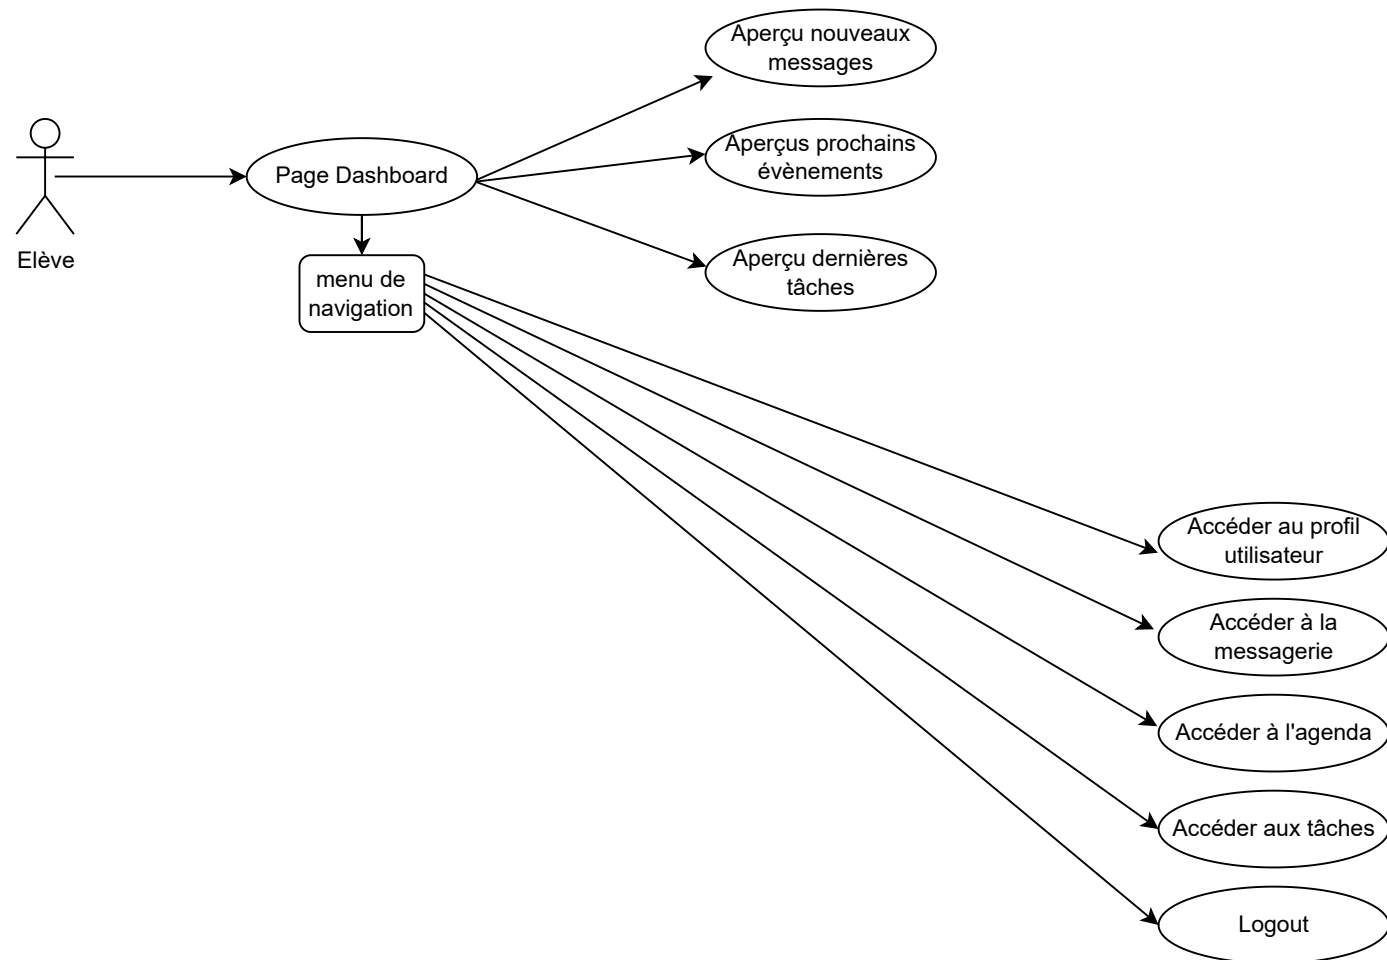 Aperçu nouveaux
messages
Elève
Page Dashboard
Aperçus prochains
évènements
Aperçu dernières
tâches
menu de
navigation
Accéder au profil
utilisateur
Accéder à la
messagerie
Accéder à l'agenda
Accéder aux tâches
Logout